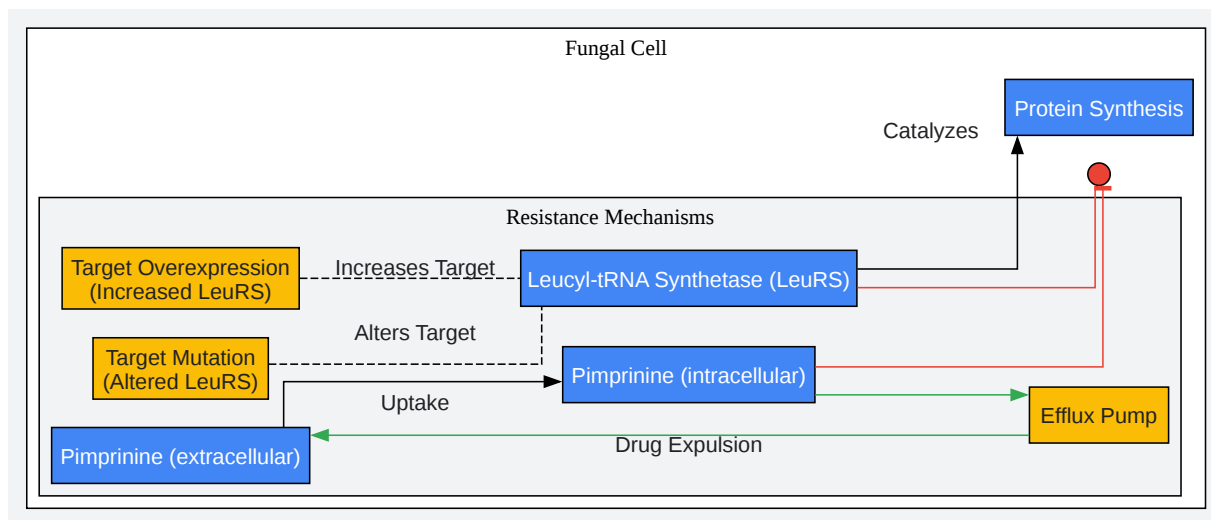 Fungal Cell
Protein Synthesis
Catalyzes
Resistance Mechanisms
Target Overexpression
(Increased LeuRS)
Increases Target
Leucyl-tRNA Synthetase (LeuRS)
Alters Target
Target Mutation
(Altered LeuRS)
Pimprinine (intracellular)
Uptake
Efflux Pump
Drug Expulsion
Pimprinine (extracellular)